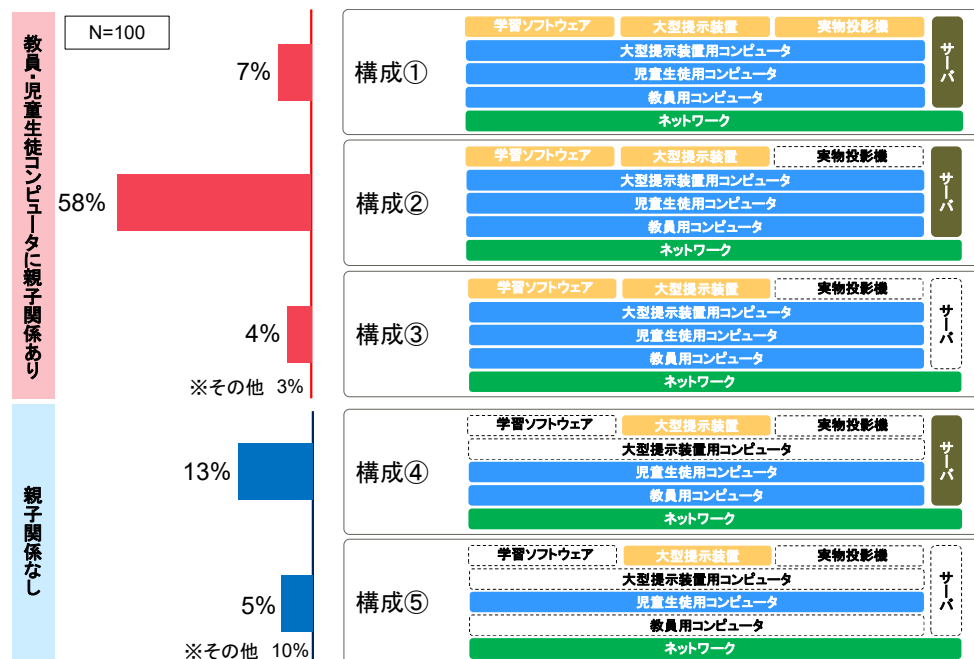 教員・児童生徒コンピュータに親子関係あり
N=100
7%
構成①
学習ソフトウェア
大型提示装置
実物投影機
大型提示装置用コンピュータ
児童生徒用コンピュータ
教員用コンピュータ
ネットワーク
サーバ
58%
構成②
学習ソフトウェア
大型提示装置
実物投影機
大型提示装置用コンピュータ
児童生徒用コンピュータ
教員用コンピュータ
ネットワーク
サーバ
4%
※その他 3%
構成③
学習ソフトウェア
大型提示装置
実物投影機
大型提示装置用コンピュータ
児童生徒用コンピュータ
教員用コンピュータ
ネットワーク
サーバ
親子関係なし
13%
構成④
学習ソフトウェア
大型提示装置
実物投影機
大型提示装置用コンピュータ
児童生徒用コンピュータ
教員用コンピュータ
ネットワーク
サーバ
5%
※その他 10%
構成⑤
学習ソフトウェア
大型提示装置
実物投影機
大型提示装置用コンピュータ
児童生徒用コンピュータ
教員用コンピュータ
ネットワーク
サーバ